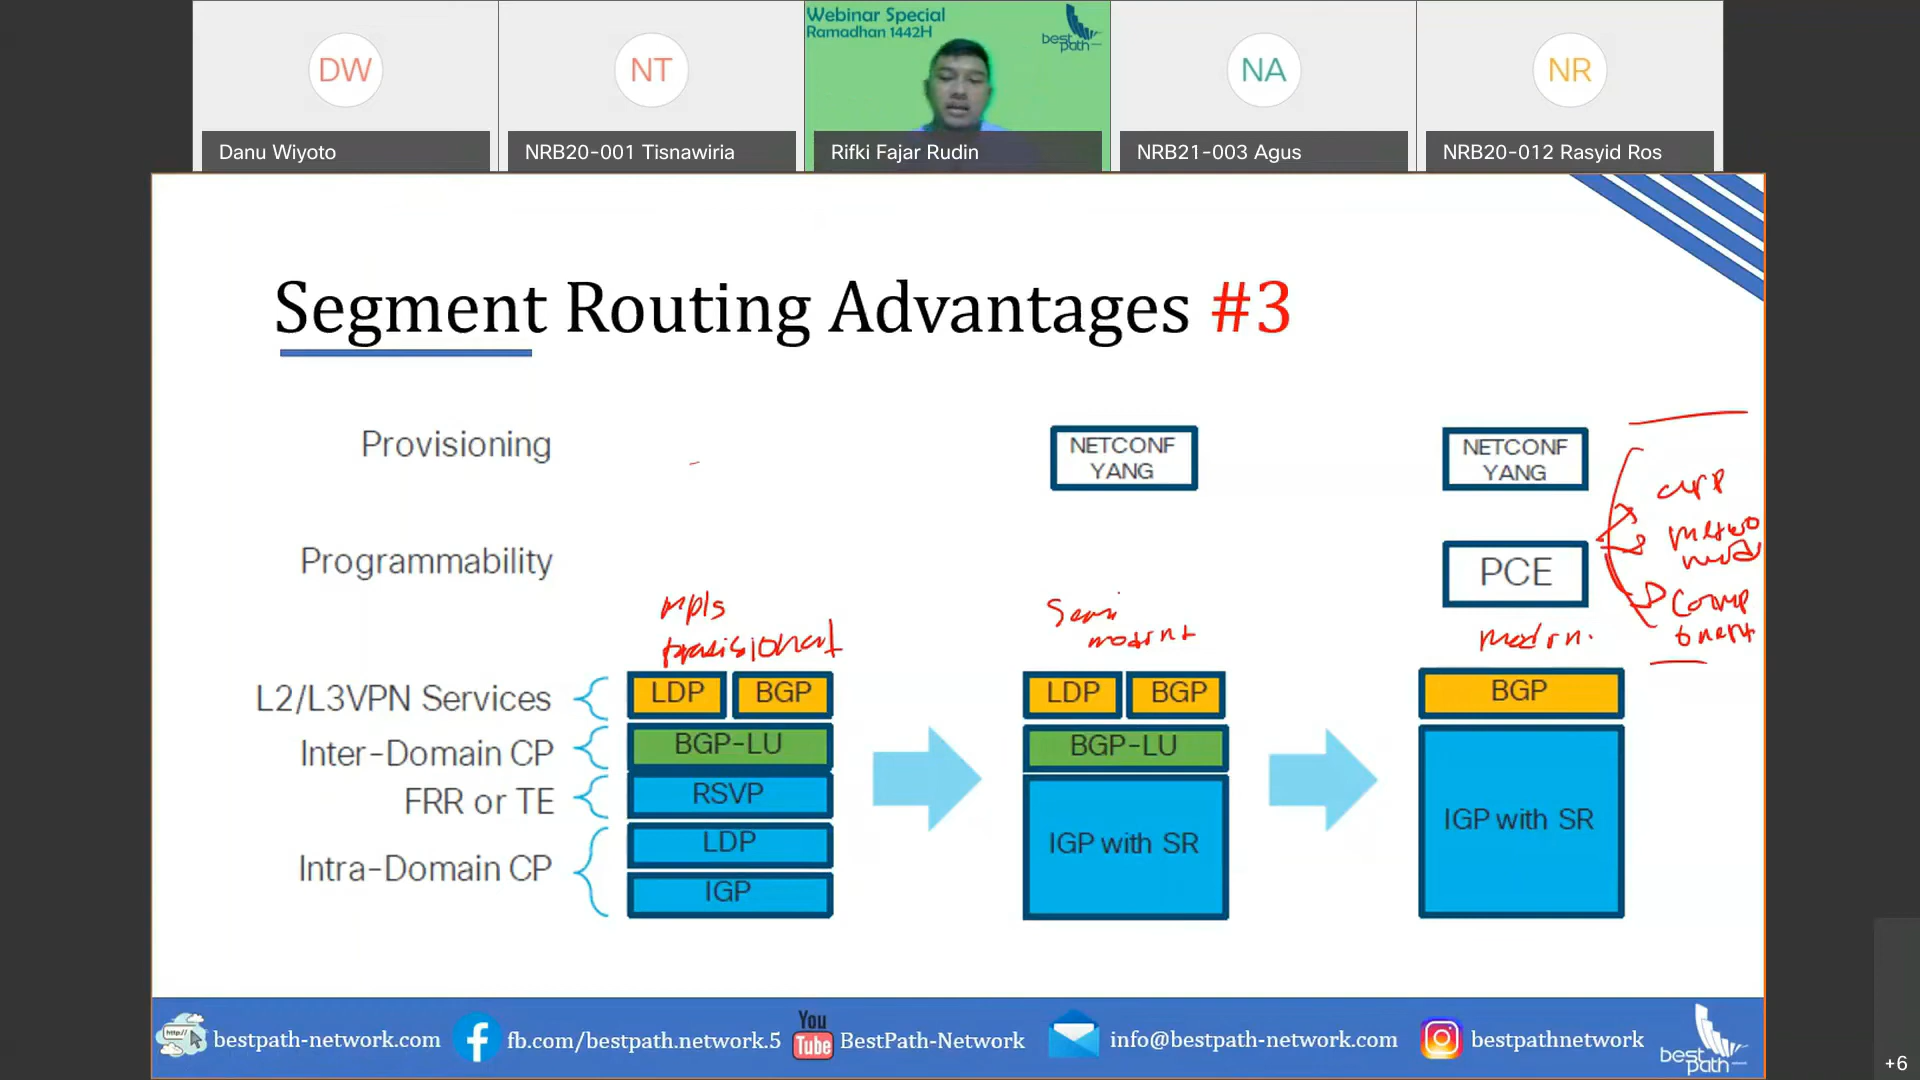 DW
NT
Webinar Special
Ramadhan 1442H
best
path
NA
NR
Danu Wiyoto
NRB20-001 Tisnawiria
Rifki Fajar Rudin
NRB21-003 Agus
NRB20-012 Rasyid Ros
Segment Routing Advantages #3
Provisioning
NETCONF
YANG
NETCONF
YANG
Programmability
PCE
mpls
Semi
modern
L2/L3VPN Services
LDP
BGP
LDP
BGP
BGP
Inter-Domain CP
BGP-LU
BGP-LU
FRR or TE
RSVP
Intra-Domain CP
LDP
IGP
IGP with SR
IGP with SR
http://
bestpath-network.com
fb.com/bestpath.network.5
You
Tube
BestPath-Network
info@bestpath-network.com
bestpathnetwork
best
path
+6